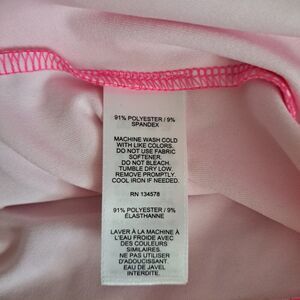 91% POLYESTER / 9%
SPANDEX
MACHINE WASH COLD
WITH LIKE COLORS.
DO NOT USE FABRIC
SOFTENER.
DO NOT BLEACH.
TUMBLE DRY LOW.
REMOVE PROMPTLY
COOL IRON IF NEEDED.
RN 134578
91% POLYESTER / 9%
ÉLASTHANNE
LAVER À LA MACHINE À
L'EAU FROIDE AVEC
DES COULEURS
SIMILAIRES.
NE PAS UTILISER
D'ADOUCISSANT.
EAU DE JAVEL
INTERDITE.